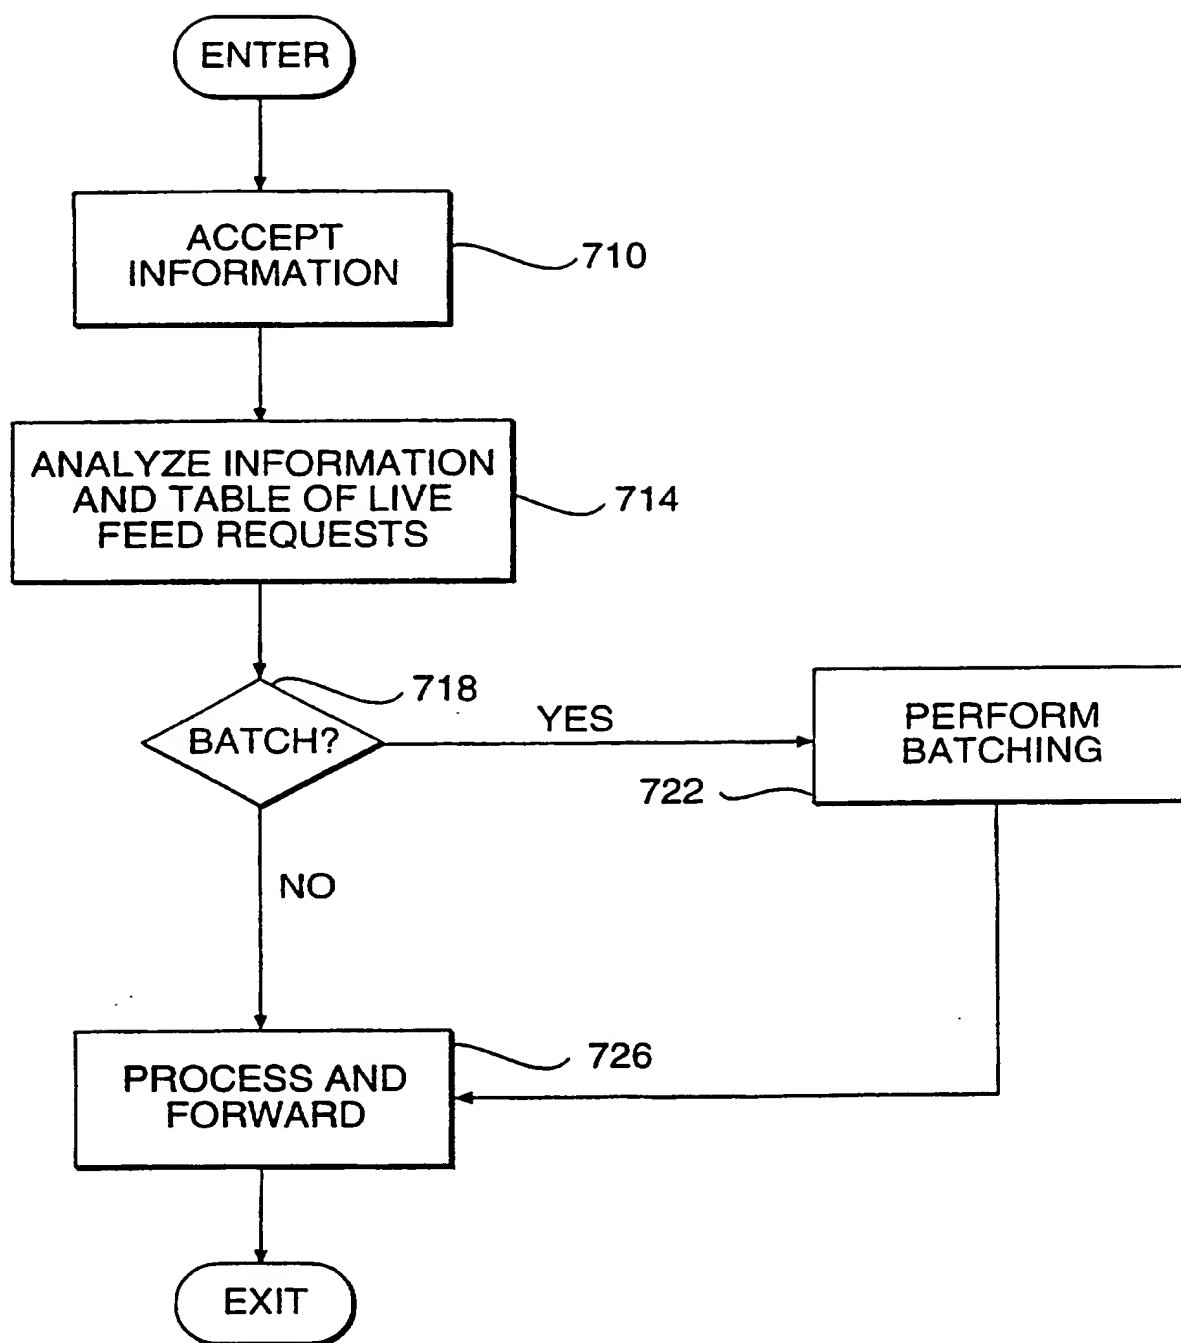 ENTER
ACCEPT
INFORMATION
710
ANALYZE INFORMATION
AND TABLE OF LIVE
FEED REQUESTS
714
718
BATCH?
YES
PERFORM
BATCHING
722
NO
PROCESS AND
FORWARD
726
EXIT